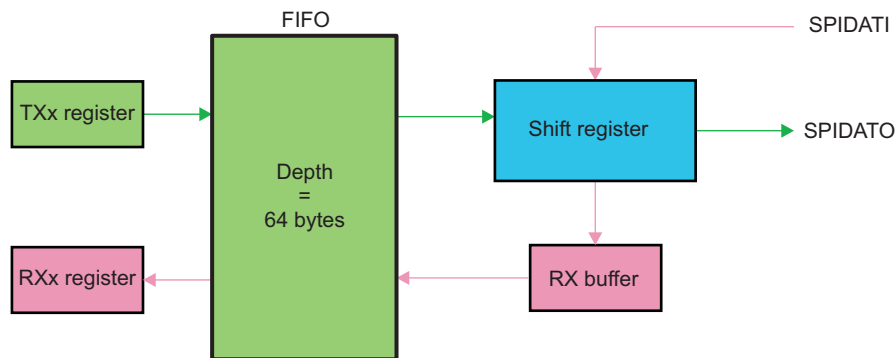 FIFO
SPIDATI
TXx register
Shift register
SPIDATO
Depth
=
64 bytes
RXx register
RX buffer